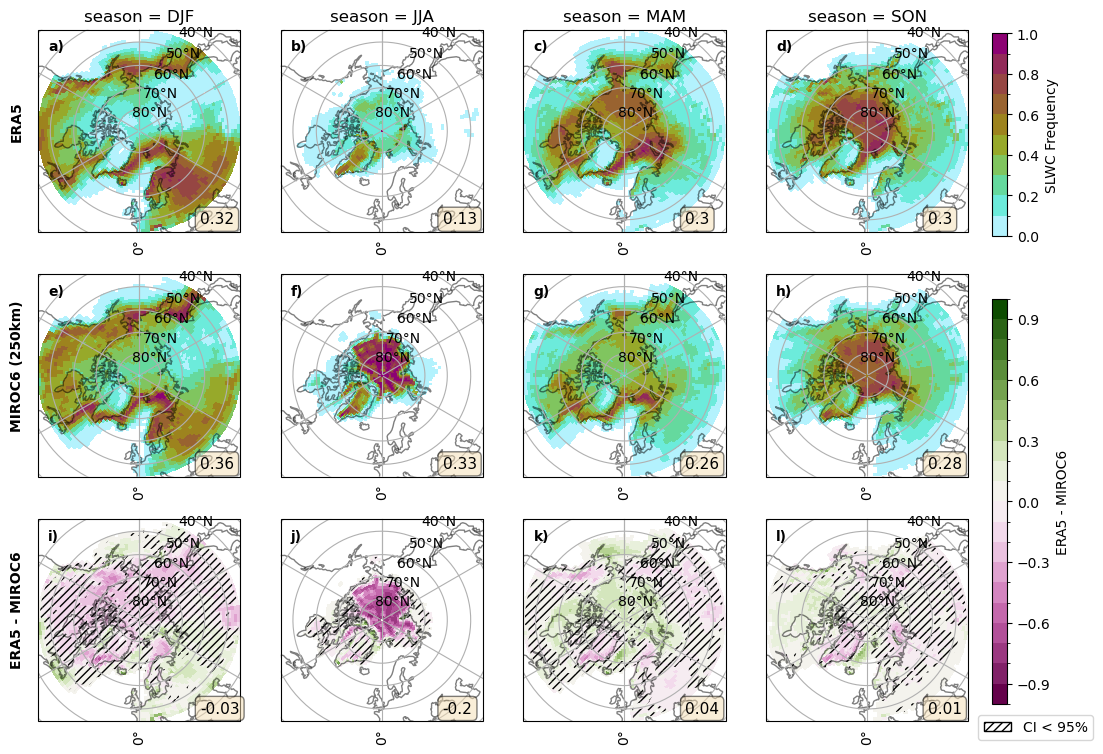 season = DJF
season = JJA
season = MAM
season = SON
ERA5
a)
40°N
50°N
60°N
70°N
80°N
0.32
0°
b)
40°N
50°N
60°N
70°N
80°N
0.13
0°
c)
40°N
50°N
60°N
70°N
80°N
0.3
0°
d)
40°N
50°N
60°N
70°N
80°N
0.3
0°
1.0
0.8
0.6
0.4
0.2
0.0
SLWC Frequency
MIROC6 (250km)
e)
40°N
50°N
60°N
70°N
80°N
0.36
0°
f)
40°N
50°N
60°N
70°N
80°N
0.33
0°
g)
40°N
50°N
60°N
70°N
80°N
0.26
0°
h)
40°N
50°N
60°N
70°N
80°N
0.28
0°
ERA5 - MIROC6
i)
40°N
50°N
60°N
70°N
80°N
-0.03
0°
j)
40°N
50°N
60°N
70°N
80°N
-0.2
0°
k)
40°N
50°N
60°N
70°N
80°N
0.04
0°
l)
40°N
50°N
60°N
70°N
80°N
0.01
0°
0.9
0.6
0.3
0.0
−0.3
−0.6
−0.9
ERA5 - MIROC6
CI < 95%